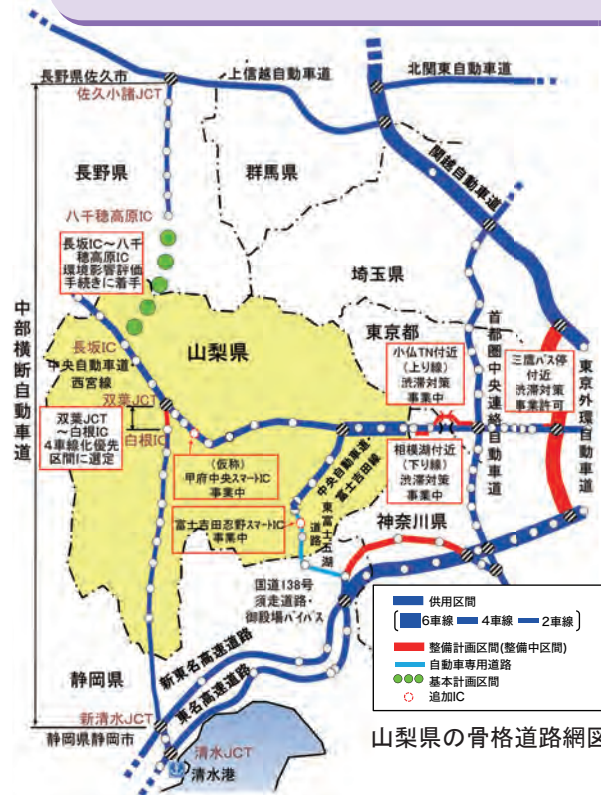 長野県佐久市
上信越自動車道
北関東自動車道
佐久小諸JCT
関越自動車道
長野県
群馬県
八千穂高原IC
長坂IC～八千
穂高原IC
環境影響評価
手続きに着手
埼玉県
中部横断自動車道
東京都
山梨県
小仏TN付近
(上り線)
渋滞対策
事業中
首都圏中央連絡自動車道
三鷹バス停
付近
渋滞対策
事業許可
東京外環自動車道
長坂IC
中央自動車道・
西宮線
双葉JCT
白根IC
双葉JCT
～白根IC
4車線化優先
区間に選定
(仮称)
甲府中央スマートIC
事業中
中央自動車道・
富士吉田線
相模湖付近
(下り線)
渋滞対策
事業中
富士吉田忍野スマートIC
事業中
東富士五湖
道路
神奈川県
国道138号
須走道路・
御殿場バイパス
静岡県
新東名高速道路
東名高速道路
新清水JCT
静岡県静岡市
清水JCT
清水港
供用区間
6車線 4車線 2車線
整備計画区間(整備中区間)
自動車専用道路
基本計画区間
追加IC
山梨県の骨格道路網図